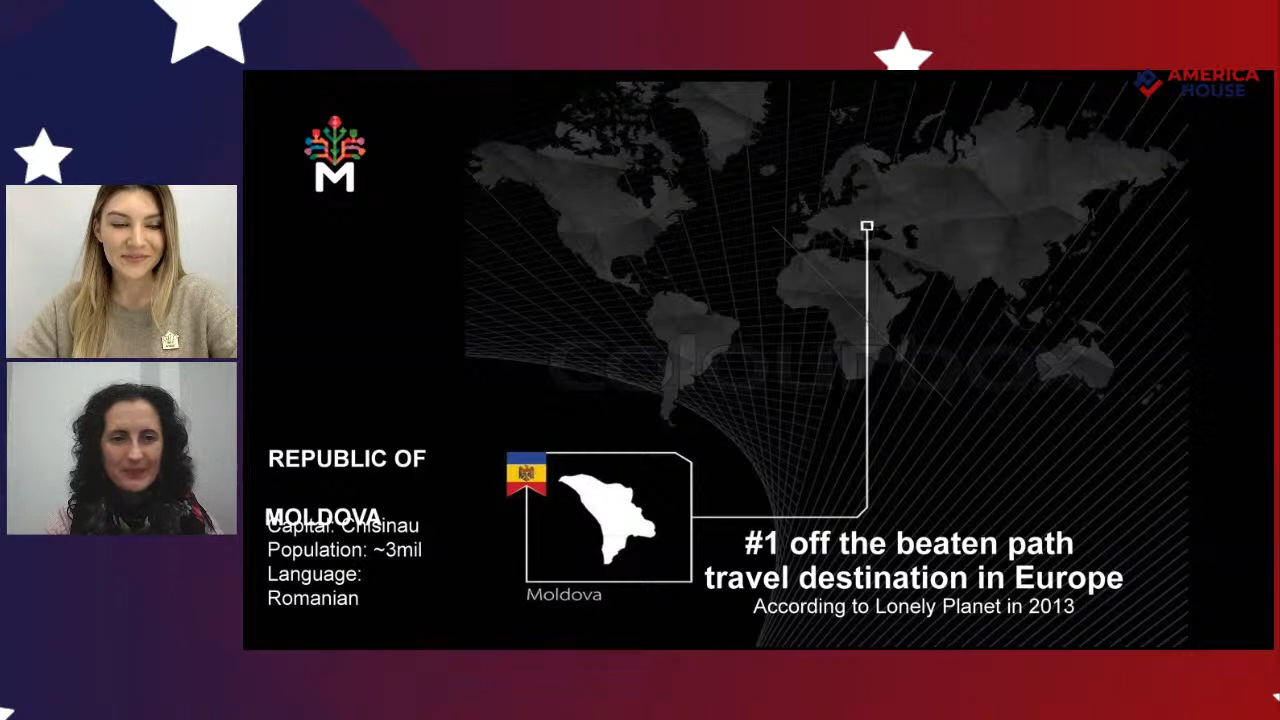 AMERICA
HOUSE
M
REPUBLIC OF
MOLDOVA
Capital: Chisinau
Population: ~3mil
Language:
Romanian
Moldova
#1 off the beaten path
travel destination in Europe
According to Lonely Planet in 2013